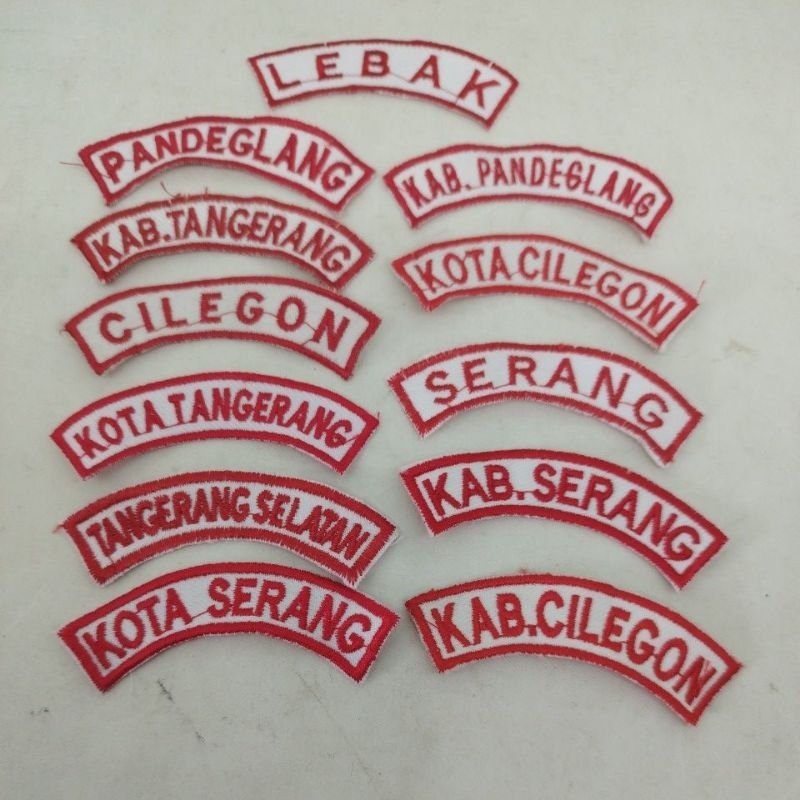 LEBAK
PANDEGLANG
KAB. PANDEGLANG
KAB.TANGERANG
KOTA CILEGON
CILEGON
SERANG
KOTA TANGERANG
KAB. SERANG
TANGERANG SELATAN
KOTA SERANG
KAB.CILEGON